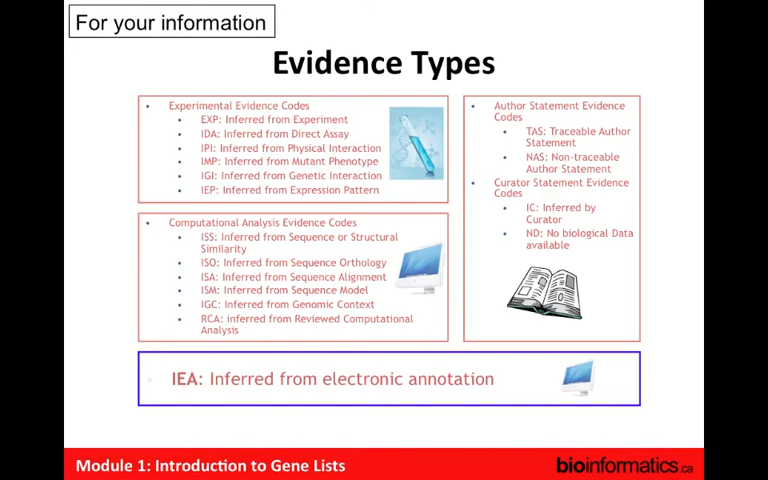 For your information
Evidence Types
Experimental Evidence Codes
EXP: Inferred from Experiment
IDA: Inferred from Direct Assay
IPI: Inferred from Physical Interaction
IMP: Inferred from Mutant Phenotype
IGI: Inferred from Genetic Interaction
IEP: Inferred from Expression Pattern
Computational Analysis Evidence Codes
ISS: Inferred from Sequence or Structural
Similarity
ISO: Inferred from Sequence Orthology
ISA: Inferred from Sequence Alignment
ISM: Inferred from Sequence Model
IGC: Inferred from Genomic Context
RCA: inferred from Reviewed Computational
Analysis
Author Statement Evidence
Codes
TAS: Traceable Author
Statement
NAS: Non-traceable
Author Statement
Curator Statement Evidence
Codes
IC: Inferred by
Curator
ND: No biological Data
available
IEA: Inferred from electronic annotation
Module 1: Introduction to Gene Lists
bioinformatics.ca